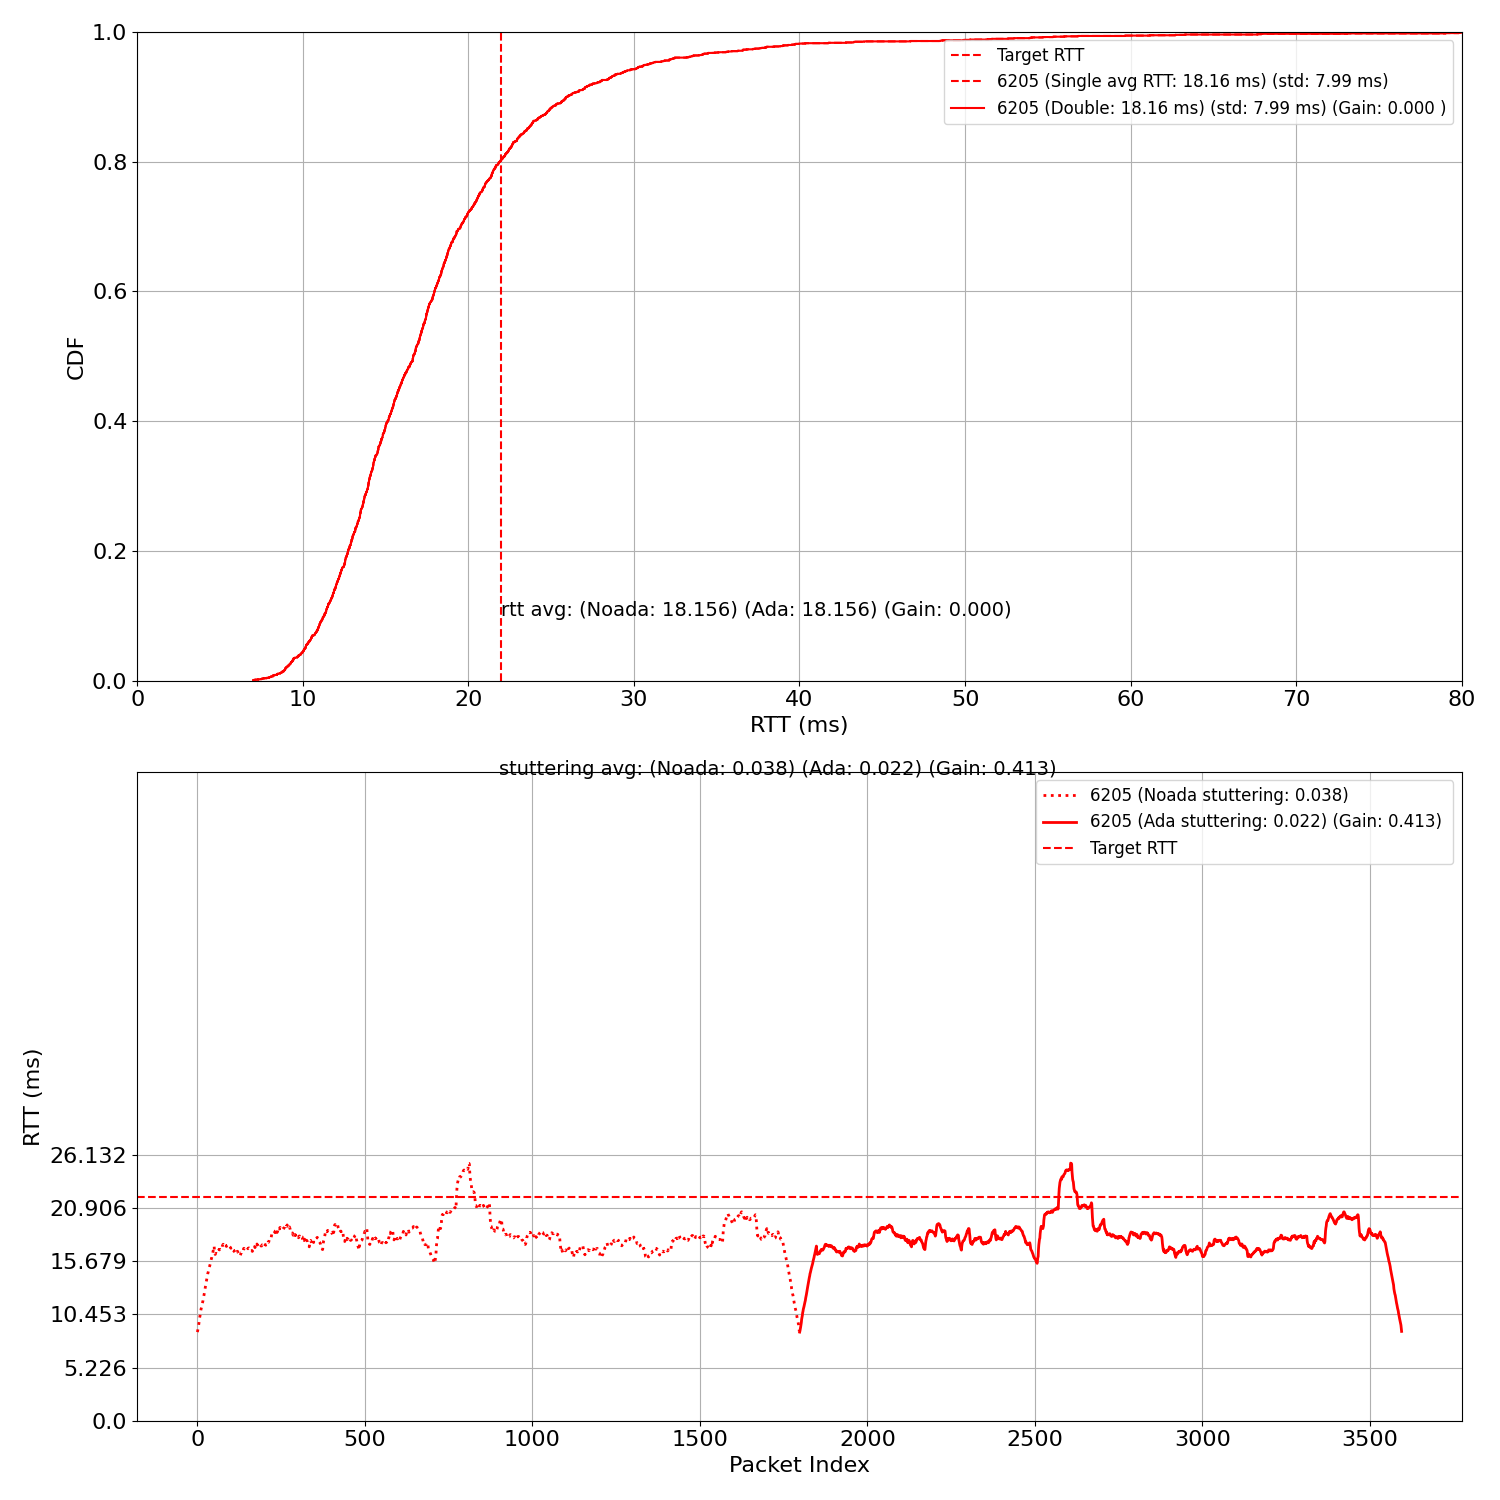 1.0
0.8
0.6
0.4
0.2
0.0
CDF
Target RTT
6205 (Single avg RTT: 18.16 ms) (std: 7.99 ms)
6205 (Double: 18.16 ms) (std: 7.99 ms) (Gain: 0.000 )
rtt avg: (Noada: 18.156) (Ada: 18.156) (Gain: 0.000)
0 10 20 30 40 50 60 70 80
RTT (ms)
stuttering avg: (Noada: 0.038) (Ada: 0.022) (Gain: 0.413)
6205 (Noada stuttering: 0.038)
6205 (Ada stuttering: 0.022) (Gain: 0.413)
Target RTT
RTT (ms)
26.132
20.906
15.679
10.453
5.226
0.0
0 500 1000 1500 2000 2500 3000 3500
Packet Index